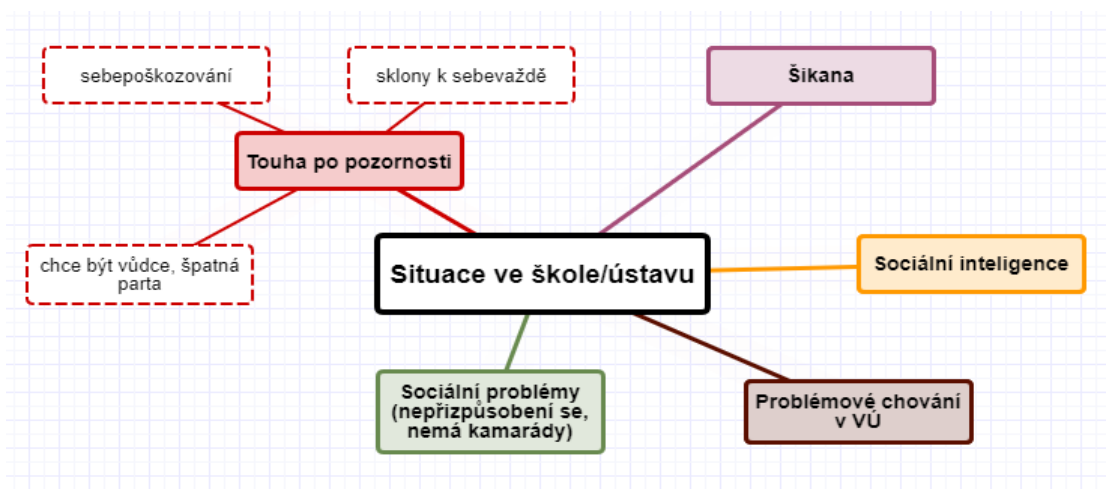 sebepoškozování
sklony k sebevaždě
Šikana
Touha po pozornosti
chce být vůdce, špatná
parta
Situace ve škole/ústavu
Sociální inteligence
Sociální problémy
(nepřizpůsobení se,
nemá kamarády)
Problémové chování
v VÚ